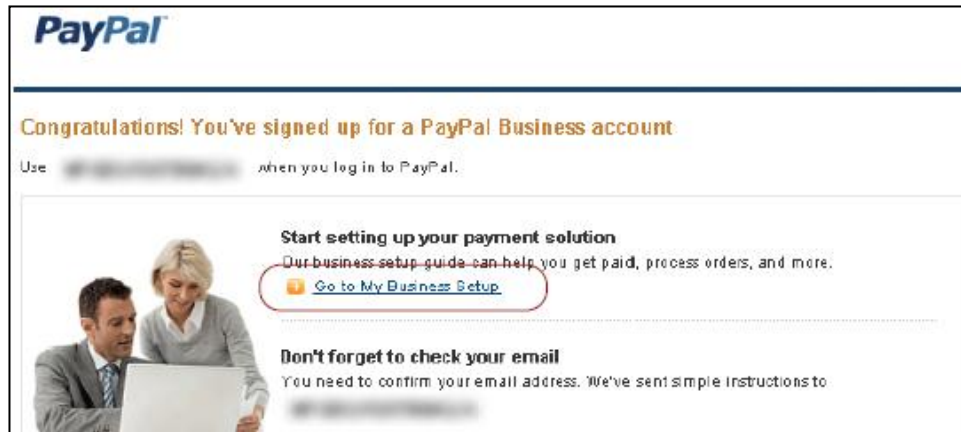 PayPal
Congratulations! You've signed up for a PayPal Business account
Use when you log in to PayPal.
Start setting up your payment solution
Our business setup guide can help you get paid, process orders, and more.
Go to My Business Setup
Don't forget to check your email
You need to confirm your email address. We've sent simple instructions to